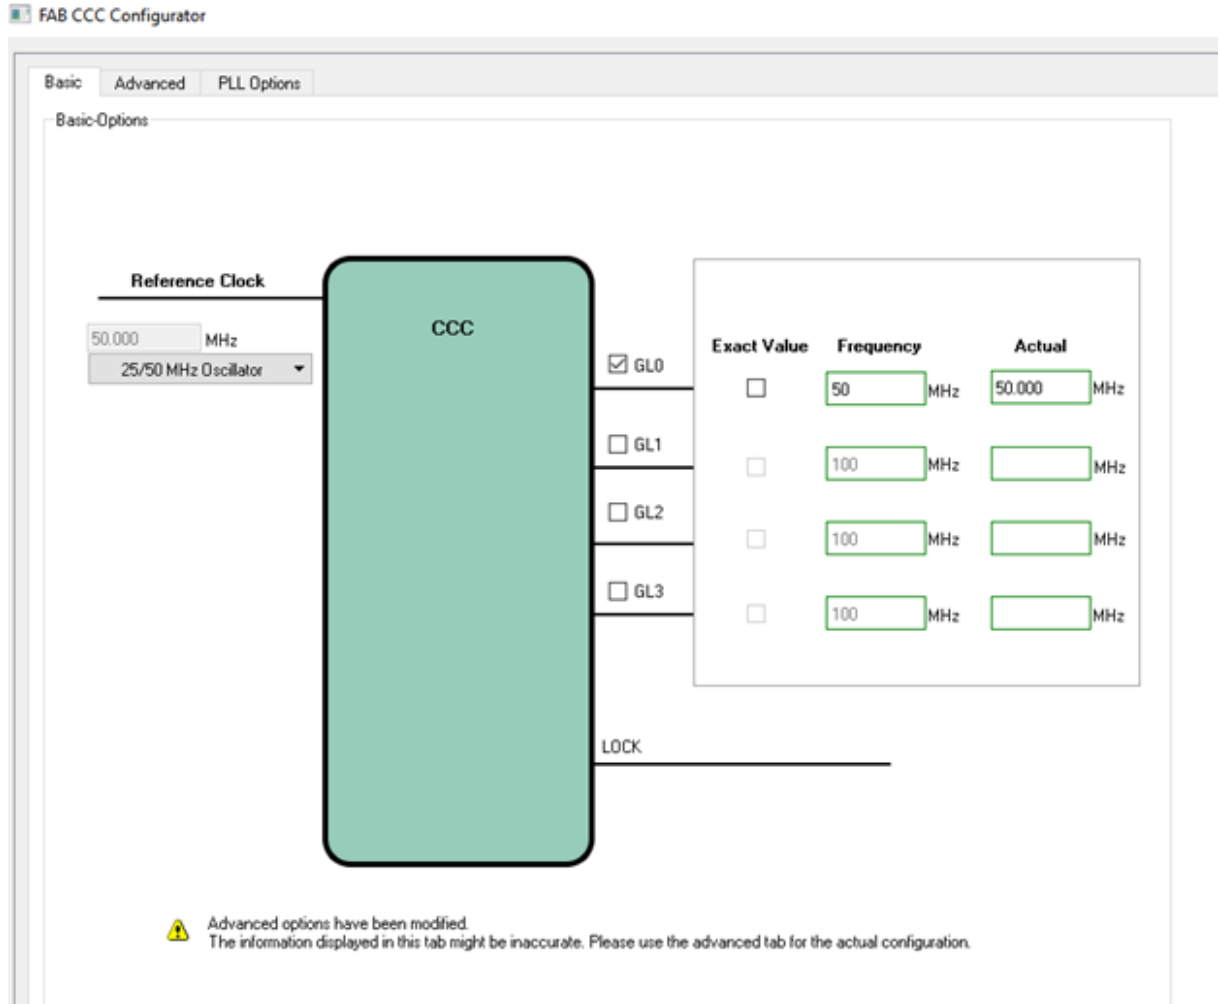 FAB CCC Configurator
Basic Advanced PLL Options
Basic-Options
Reference Clock
50.000 MHz
25/50 MHz Oscillator
CCC
Exact Value Frequency Actual
GL0 50 MHz 50.000 MHz
GL1 100 MHz MHz
GL2 100 MHz MHz
GL3 100 MHz MHz
LOCK
Advanced options have been modified.
The information displayed in this tab might be inaccurate. Please use the advanced tab for the actual configuration.